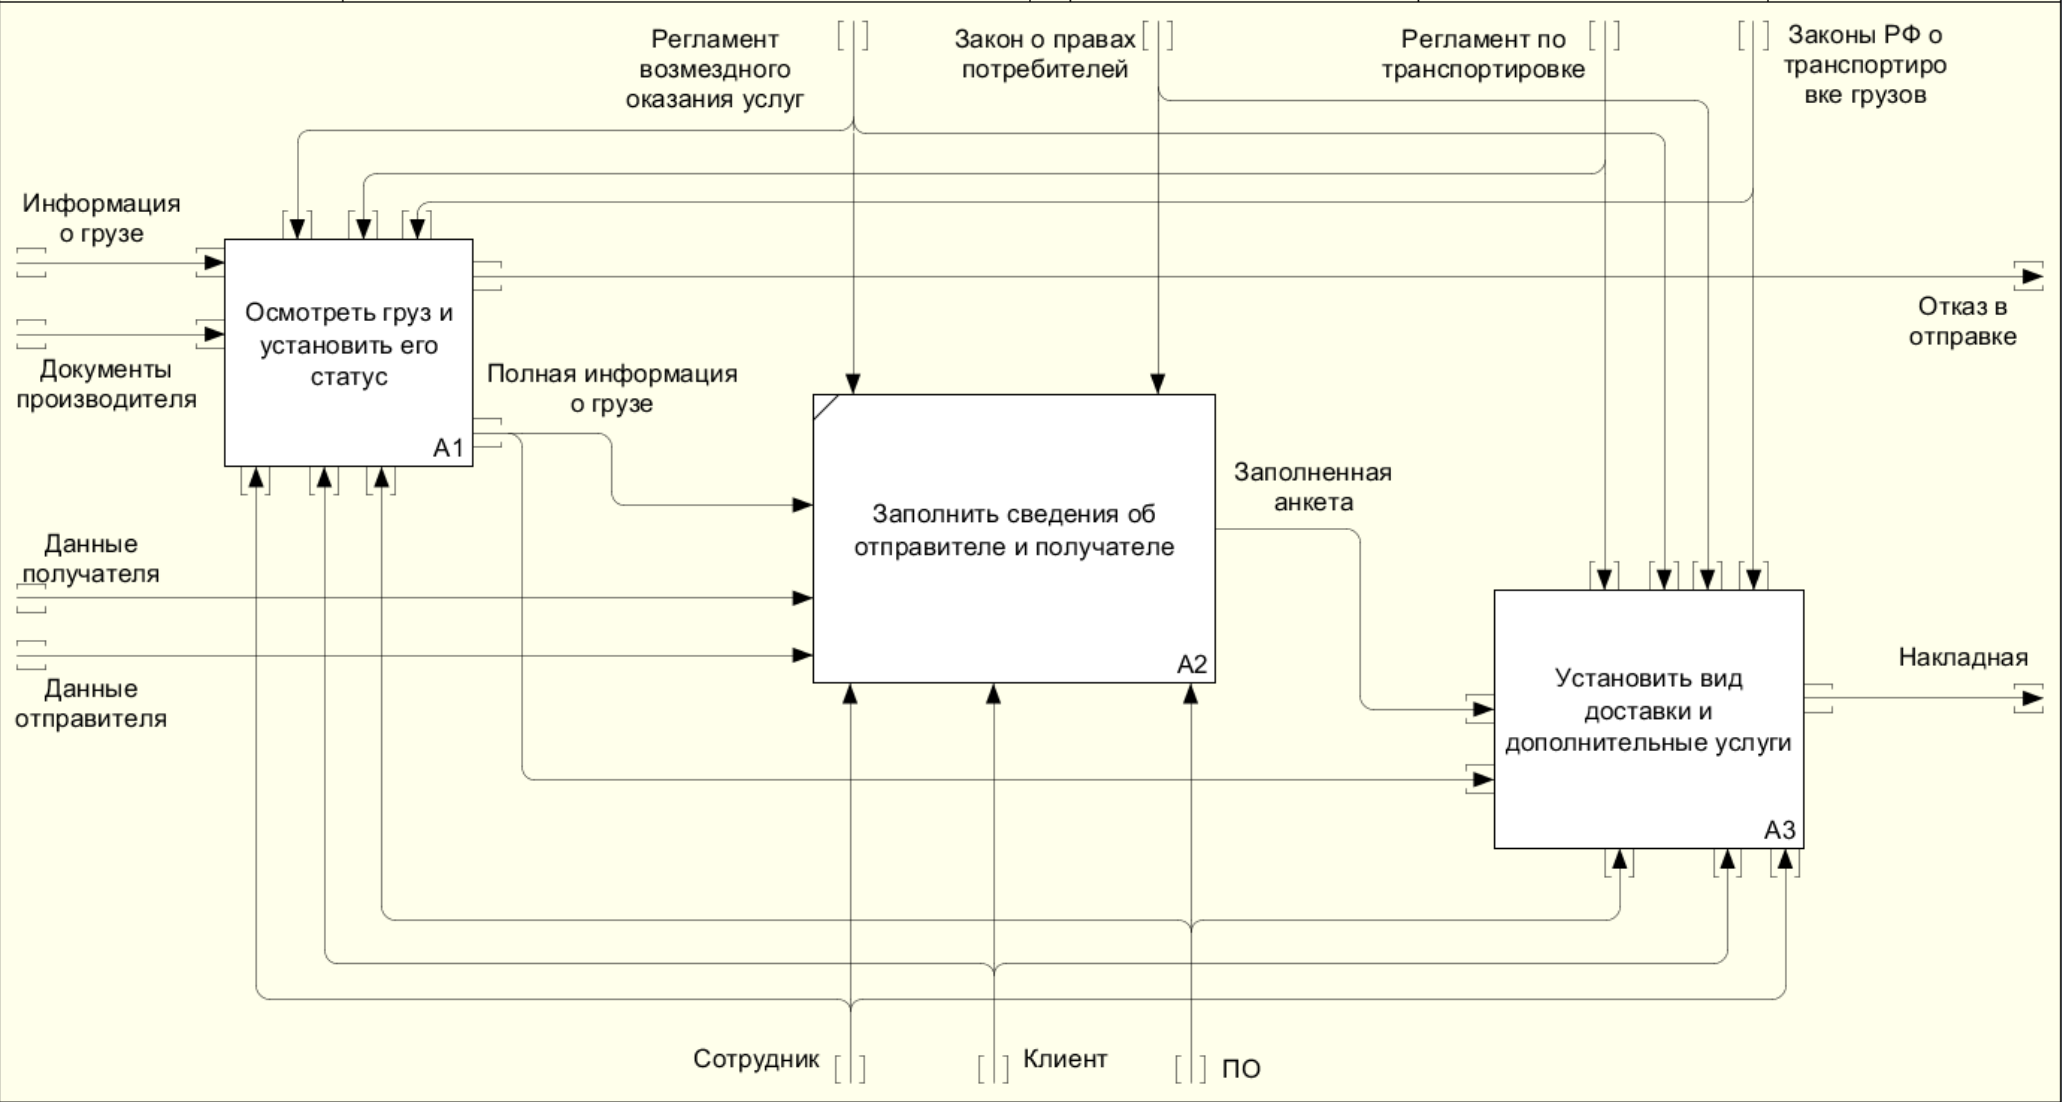 Регламент
возмездного
оказания услуг
Закон о правах
потребителей
Регламент по
транспортировке
Законы РФ о
транспортиро
вке грузов
Информация
о грузе
Документы
производителя
Осмотреть груз и
установить его
статус
A1
Отказ в
отправке
Полная информация
о грузе
Данные
получателя
Данные
отправителя
Заполнить сведения об
отправителе и получателе
A2
Заполненная
анкета
Установить вид
доставки и
дополнительные услуги
A3
Накладная
Сотрудник
Клиент
ПО